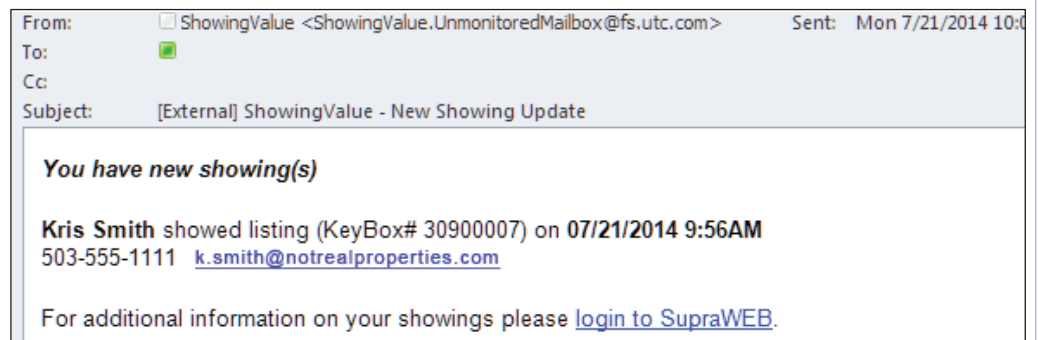 From: ShowingValue <ShowingValue.UnmonitoredMailbox@fs.utc.com> Sent: Mon 7/21/2014 10:0
To:
Cc:
Subject: [External] ShowingValue - New Showing Update
You have new showing(s)
Kris Smith showed listing (KeyBox# 30900007) on 07/21/2014 9:56AM
503-555-1111 k.smith@notrealproperties.com
For additional information on your showings please login to SupraWEB.